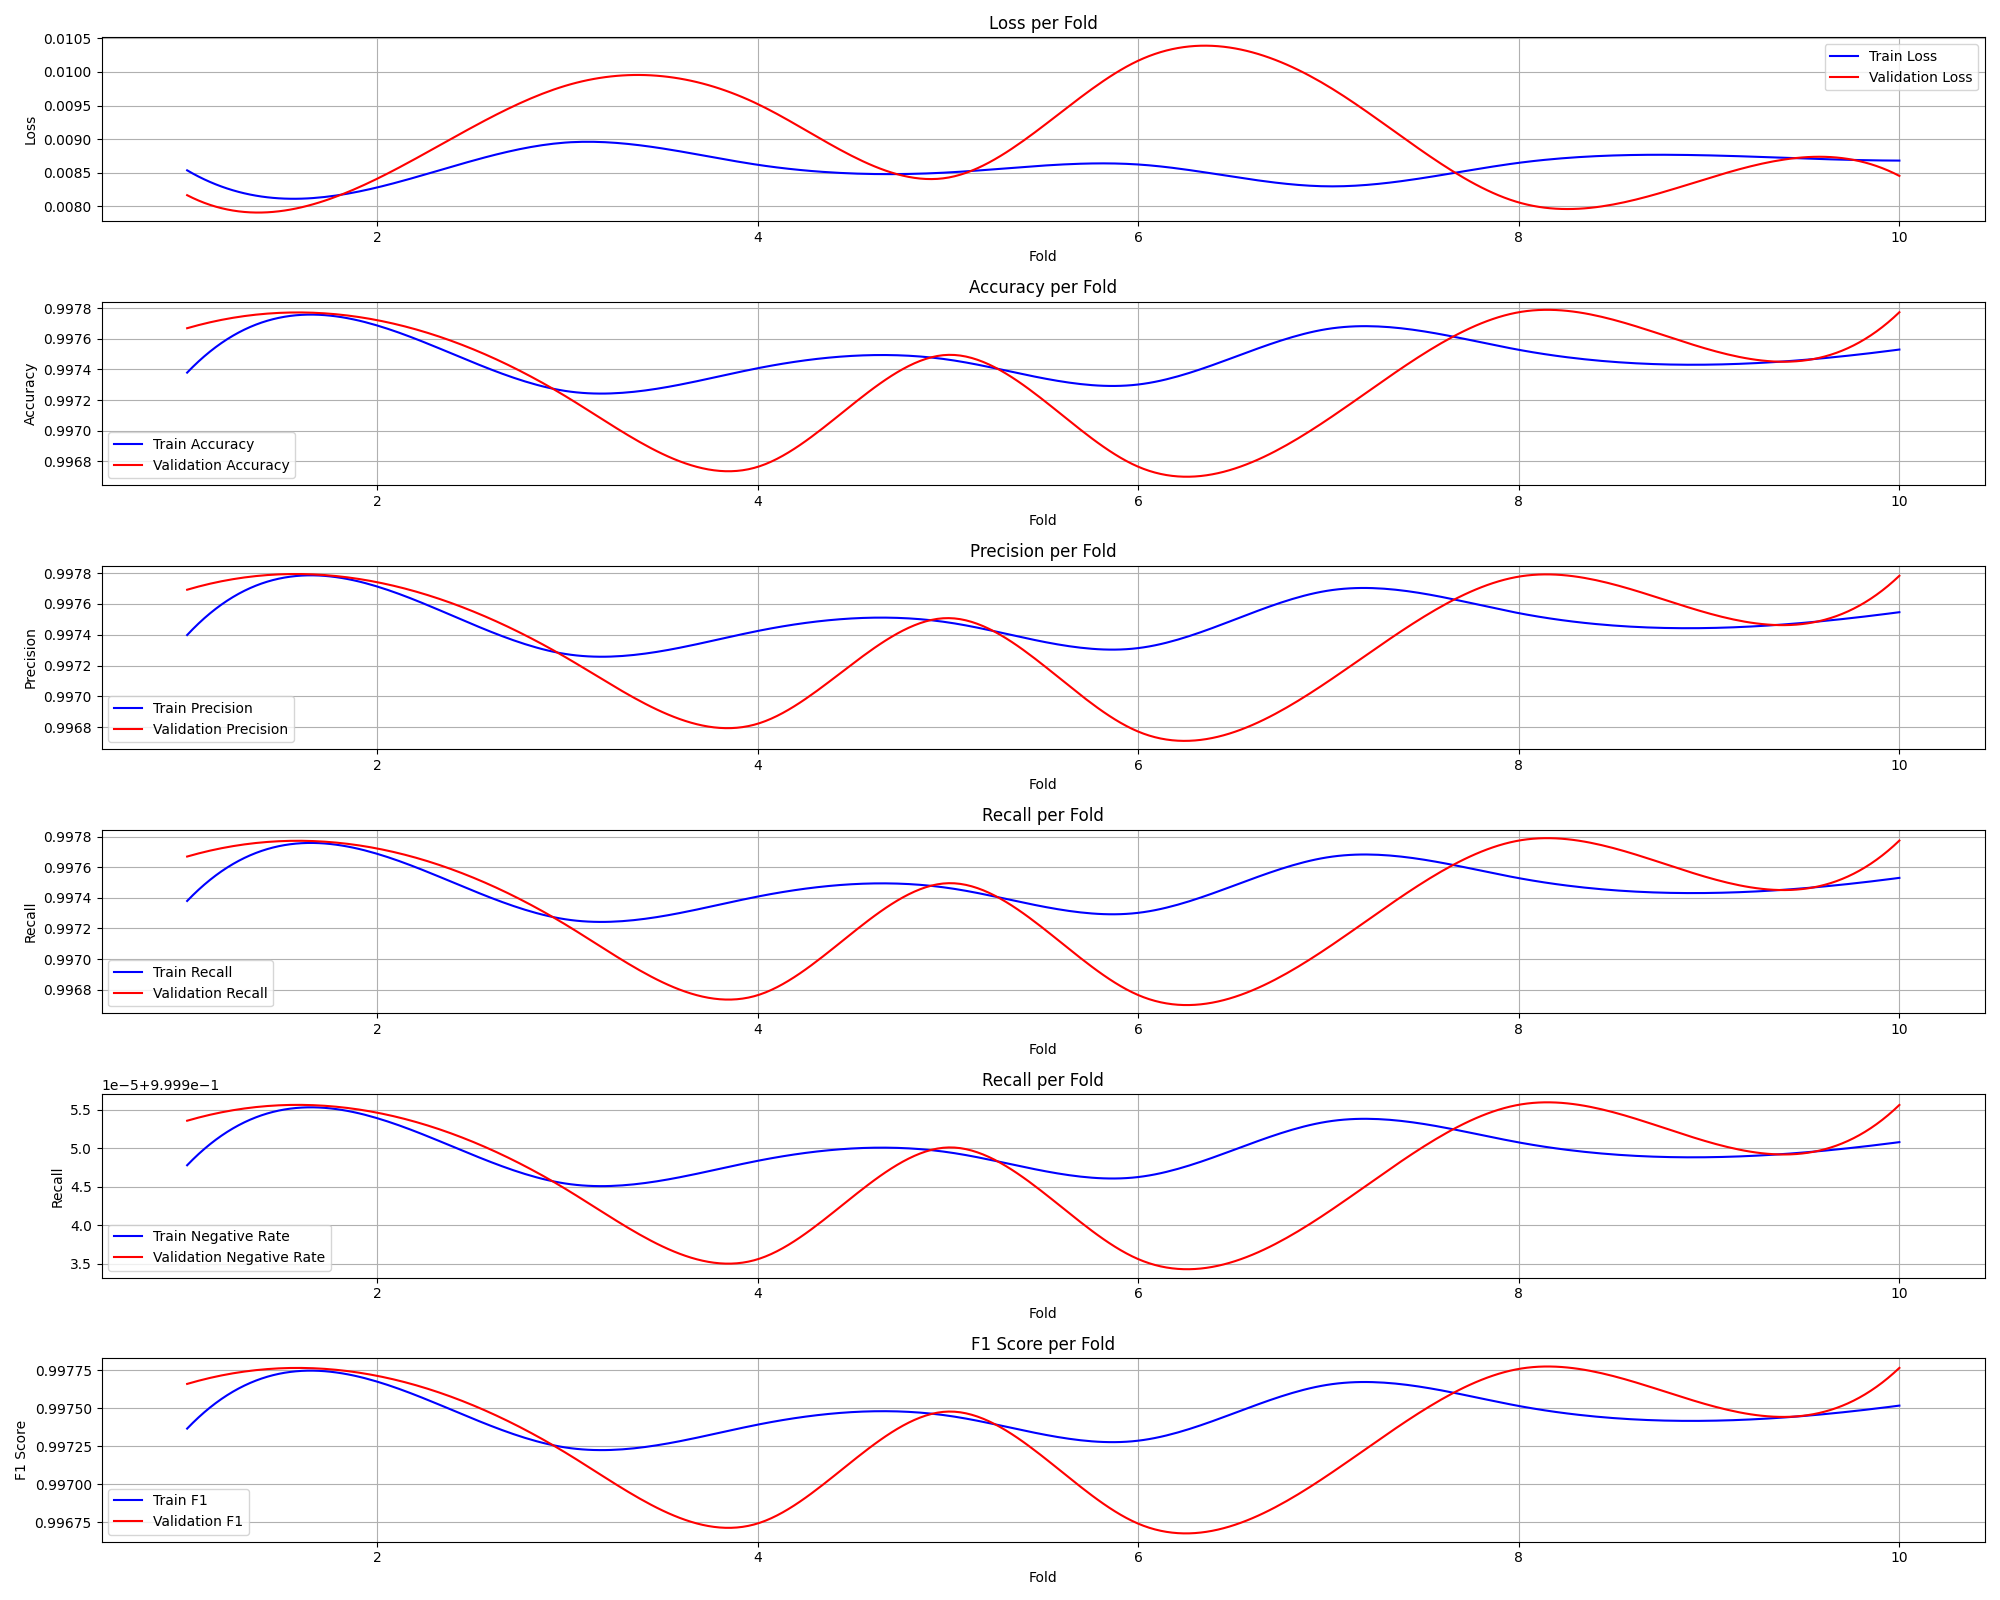 Loss per Fold
0.0105
0.0100
0.0095
0.0090
0.0085
0.0080
Loss
Train Loss
Validation Loss
2 4 6 8 10
Fold
Accuracy per Fold
0.9978
0.9976
0.9974
0.9972
0.9970
0.9968
Accuracy
Train Accuracy
Validation Accuracy
2 4 6 8 10
Fold
Precision per Fold
0.9978
0.9976
0.9974
0.9972
0.9970
0.9968
Precision
Train Precision
Validation Precision
2 4 6 8 10
Fold
Recall per Fold
0.9978
0.9976
0.9974
0.9972
0.9970
0.9968
Recall
Train Recall
Validation Recall
2 4 6 8 10
Fold
1e−5+9.999e−1
Recall per Fold
5.5
5.0
4.5
4.0
3.5
Recall
Train Negative Rate
Validation Negative Rate
2 4 6 8 10
Fold
F1 Score per Fold
0.99775
0.99750
0.99725
0.99700
0.99675
F1 Score
Train F1
Validation F1
2 4 6 8 10
Fold